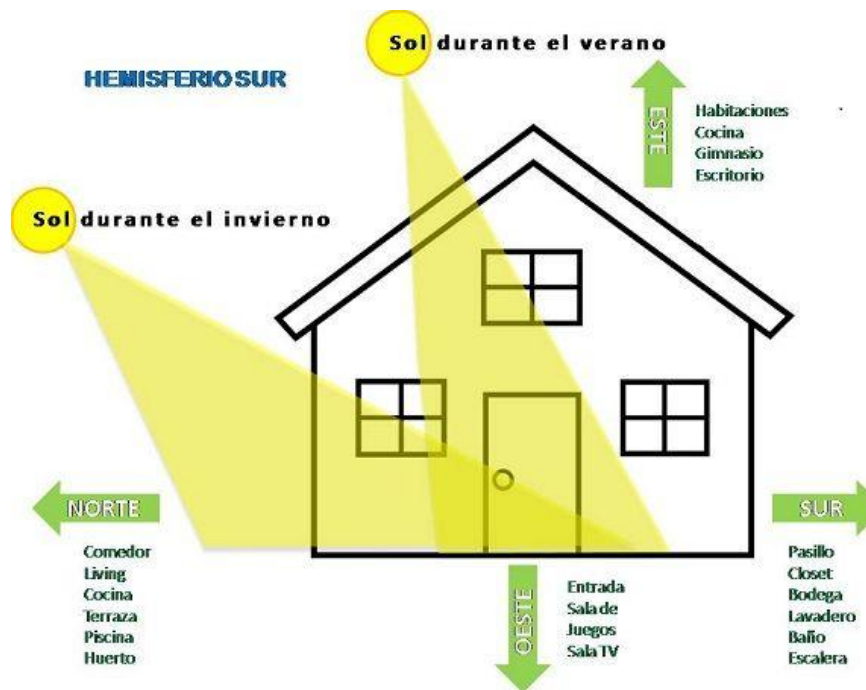 Sol durante el verano
HEMISFERIO SUR
ESTE
Habitaciones
Cocina
Gimnasio
Escritorio
Sol durante el invierno
NORTE
Comedor
Living
Cocina
Terraza
Piscina
Huerto
OESTE
Entrada
Sala de
Juegos
Sala TV
SUR
Pasillo
Closet
Bodega
Lavadero
Baño
Escalera